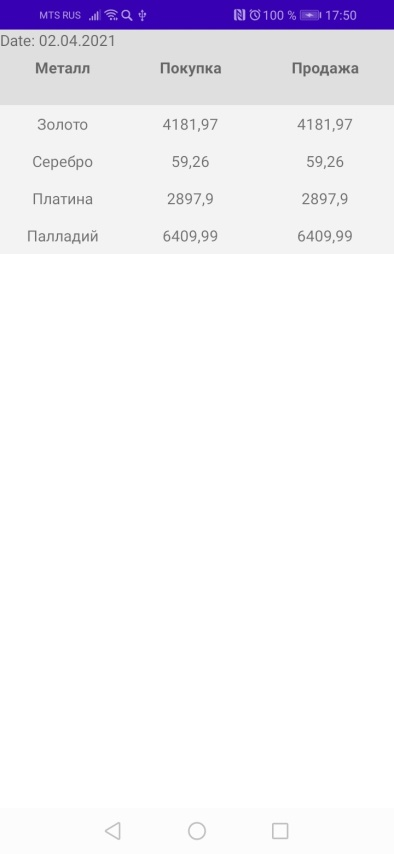 MTS RUS 100 % 17:50
Date: 02.04.2021
Металл Покупка Продажа
Золото 4181,97 4181,97
Серебро 59,26 59,26
Платина 2897,9 2897,9
Палладий 6409,99 6409,99